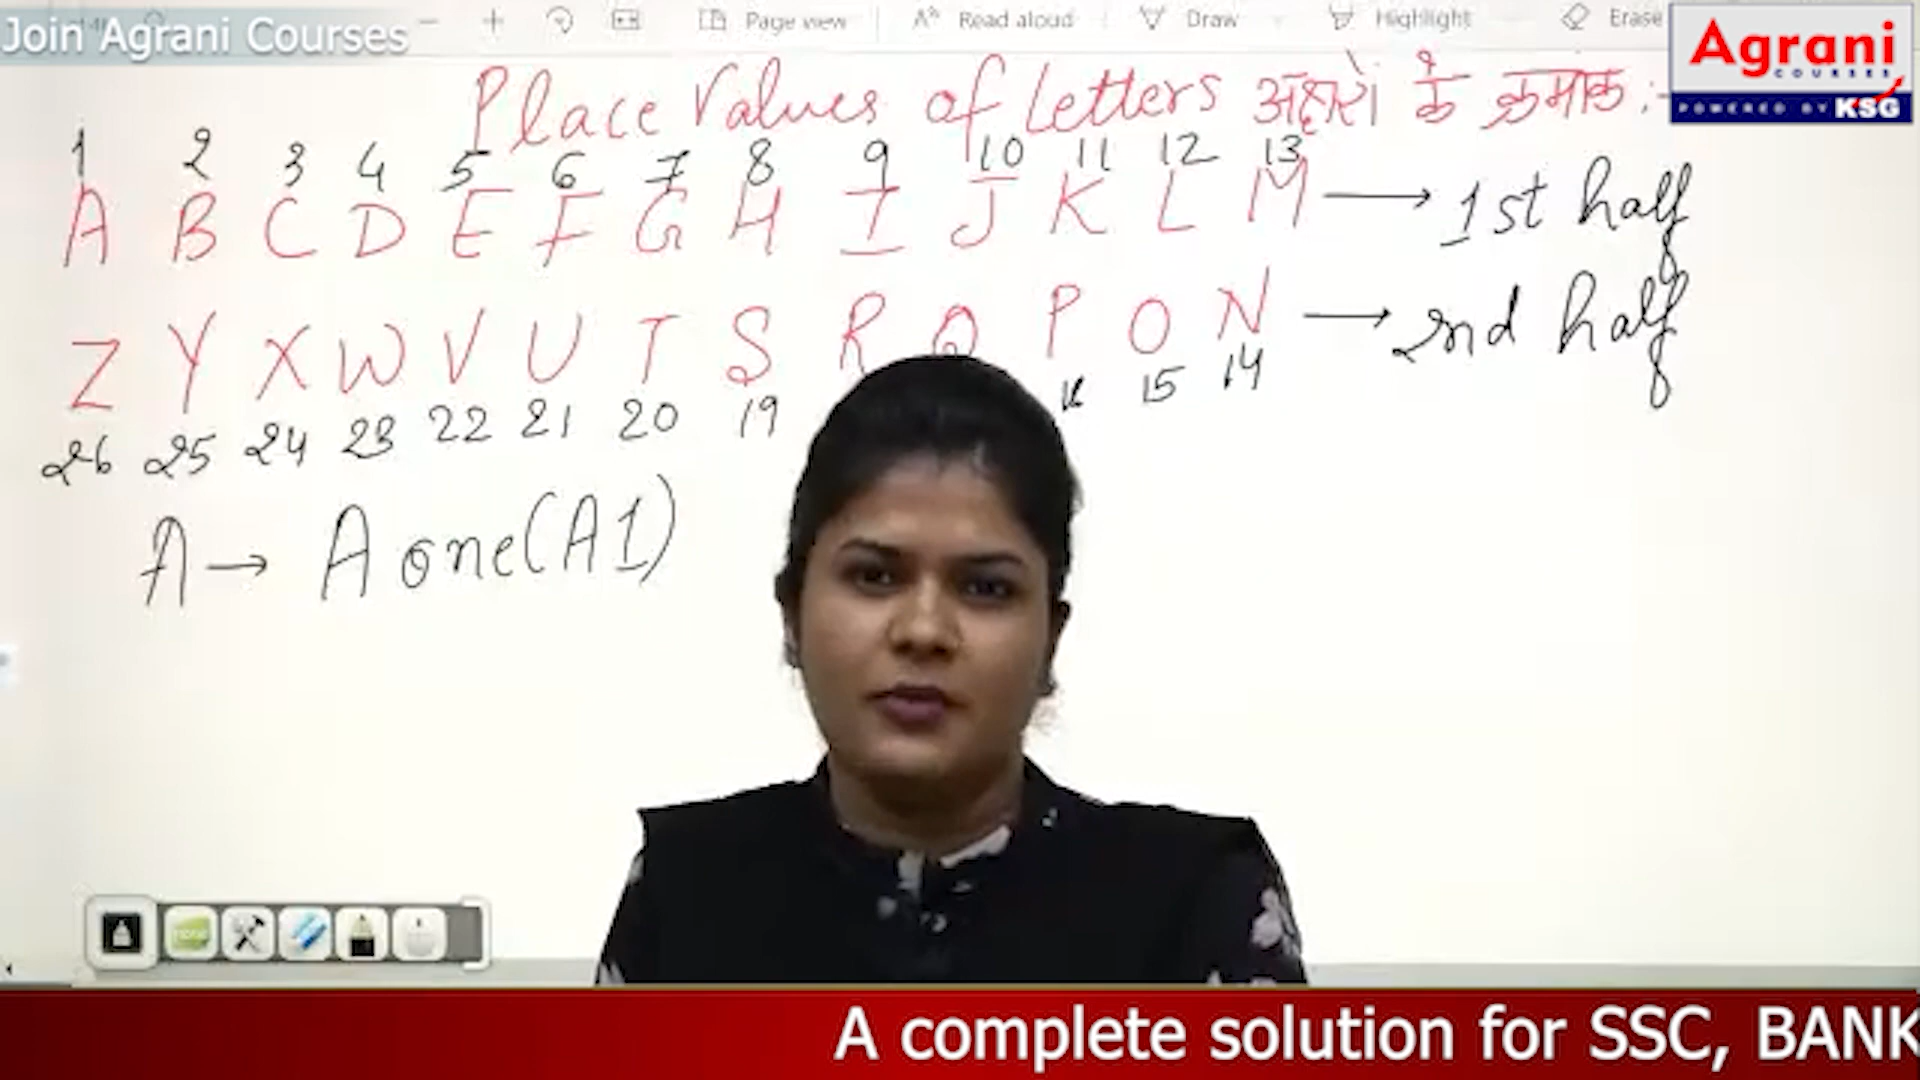 Join Agrani Courses
Page view
Read aloud
Draw
Highlight
Erase
Agrani
COURSES
POWERED BY KSG
Place Values of Letters अक्षरों के क्रमांक :-
1 2 3 4 5 6 7 8 9 10 11 12 13
A B C D E F G H I J K L M → 1st half
Z Y X W V U T S R Q P O N → 2nd half
26 25 24 23 22 21 20 19 15 14
A → A one (A1)
A complete solution for SSC, BANK